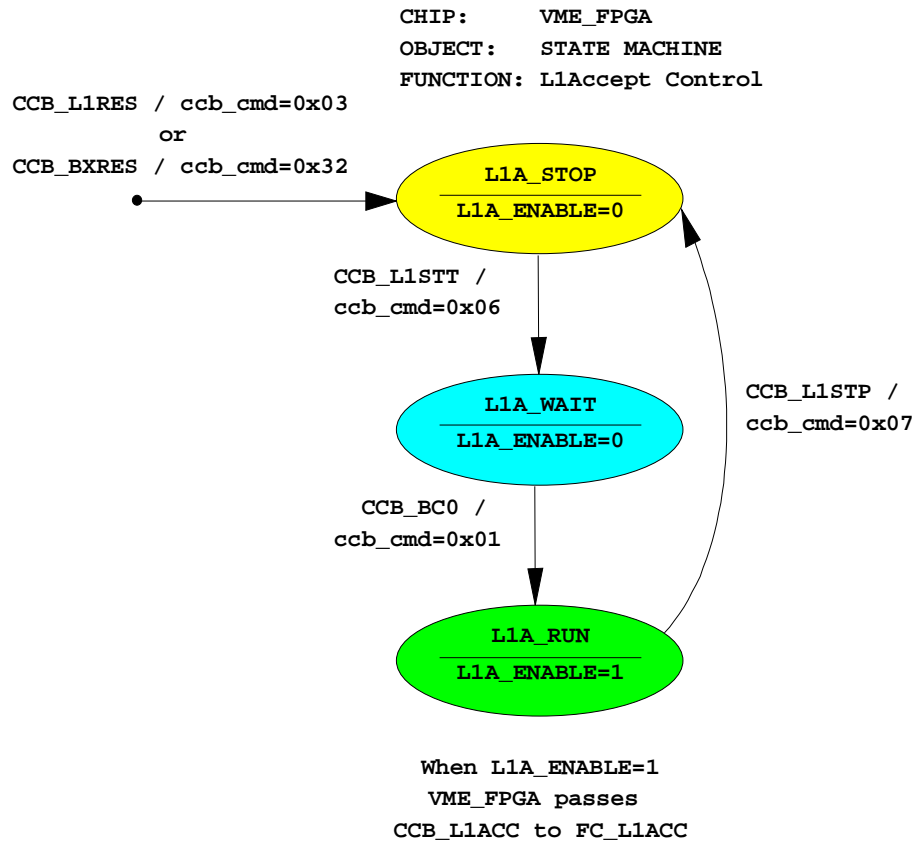 CHIP: VME_FPGA
OBJECT: STATE MACHINE
FUNCTION: L1Accept Control
CCB_L1RES / ccb_cmd=0x03
or
CCB_BXRES / ccb_cmd=0x32
L1A_STOP
L1A_ENABLE=0
CCB_L1STT /
ccb_cmd=0x06
L1A_WAIT
L1A_ENABLE=0
CCB_L1STP /
ccb_cmd=0x07
CCB_BC0 /
ccb_cmd=0x01
L1A_RUN
L1A_ENABLE=1
When L1A_ENABLE=1
VME_FPGA passes
CCB_L1ACC to FC_L1ACC